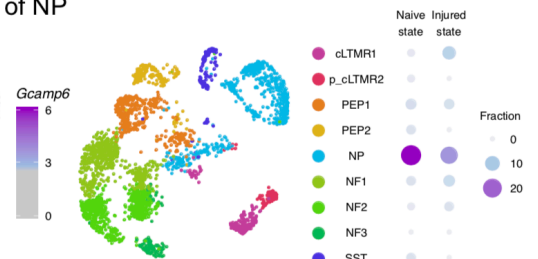 of NP
Naive Injured
state state
Gcamp6
6
3
0
cLTMR1
p_cLTMR2
PEP1
PEP2
NP
NF1
NF2
NF3
SST
Fraction
0
10
20